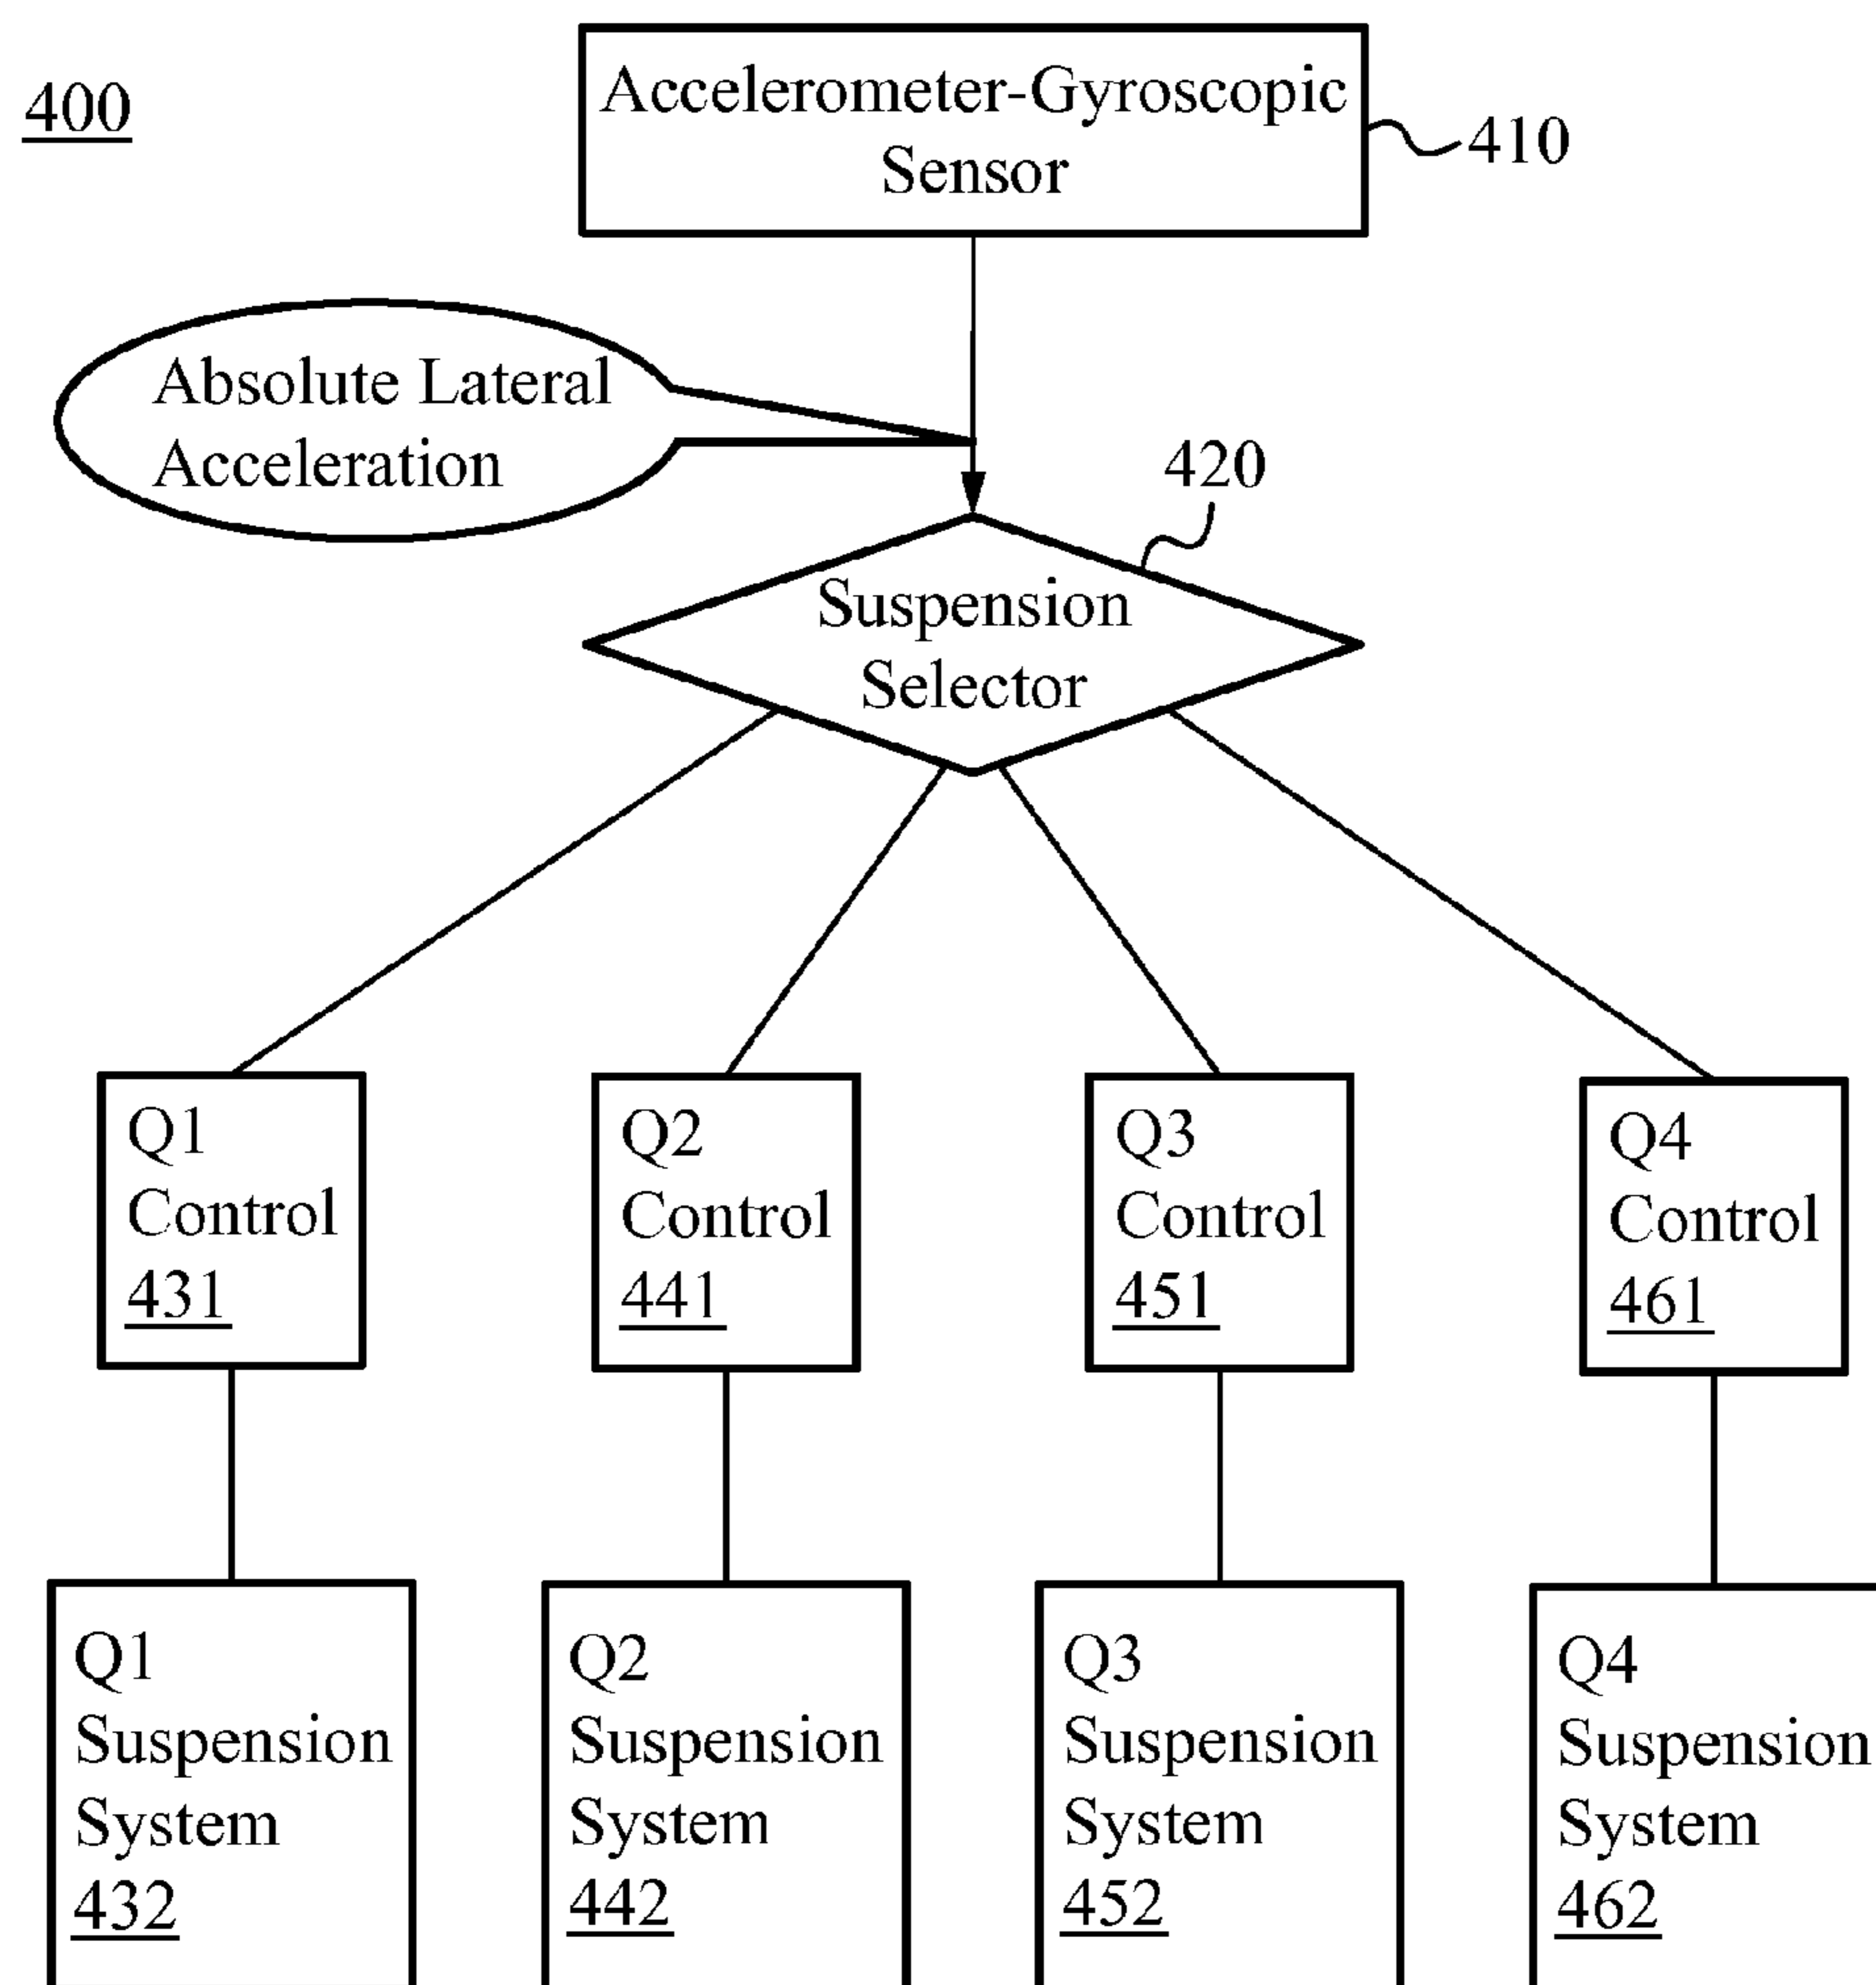 400
Accelerometer-Gyroscopic
Sensor
410
Absolute Lateral
Acceleration
420
Suspension
Selector
Q1
Control
431
Q2
Control
441
Q3
Control
451
Q4
Control
461
Q1
Suspension
System
432
Q2
Suspension
System
442
Q3
Suspension
System
452
Q4
Suspension
System
462